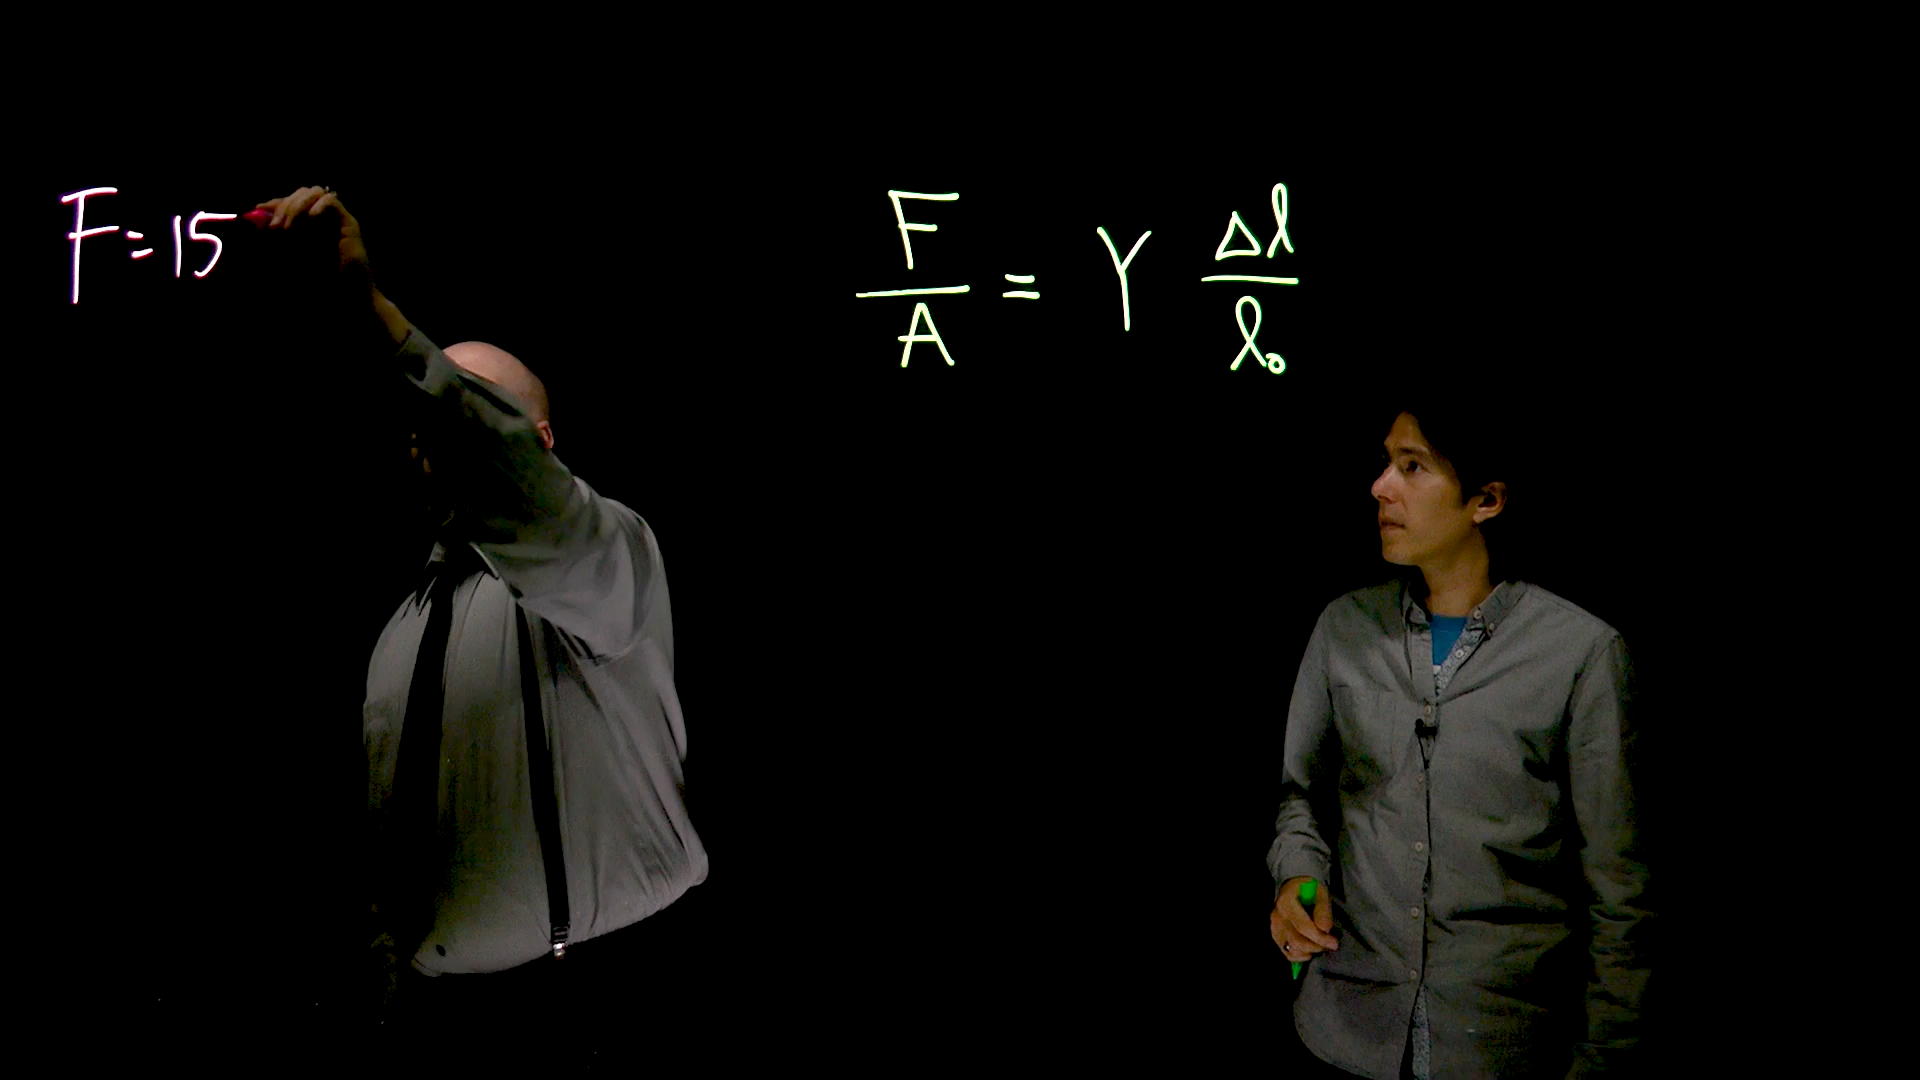 F=15
F/A = Y Δl/l₀